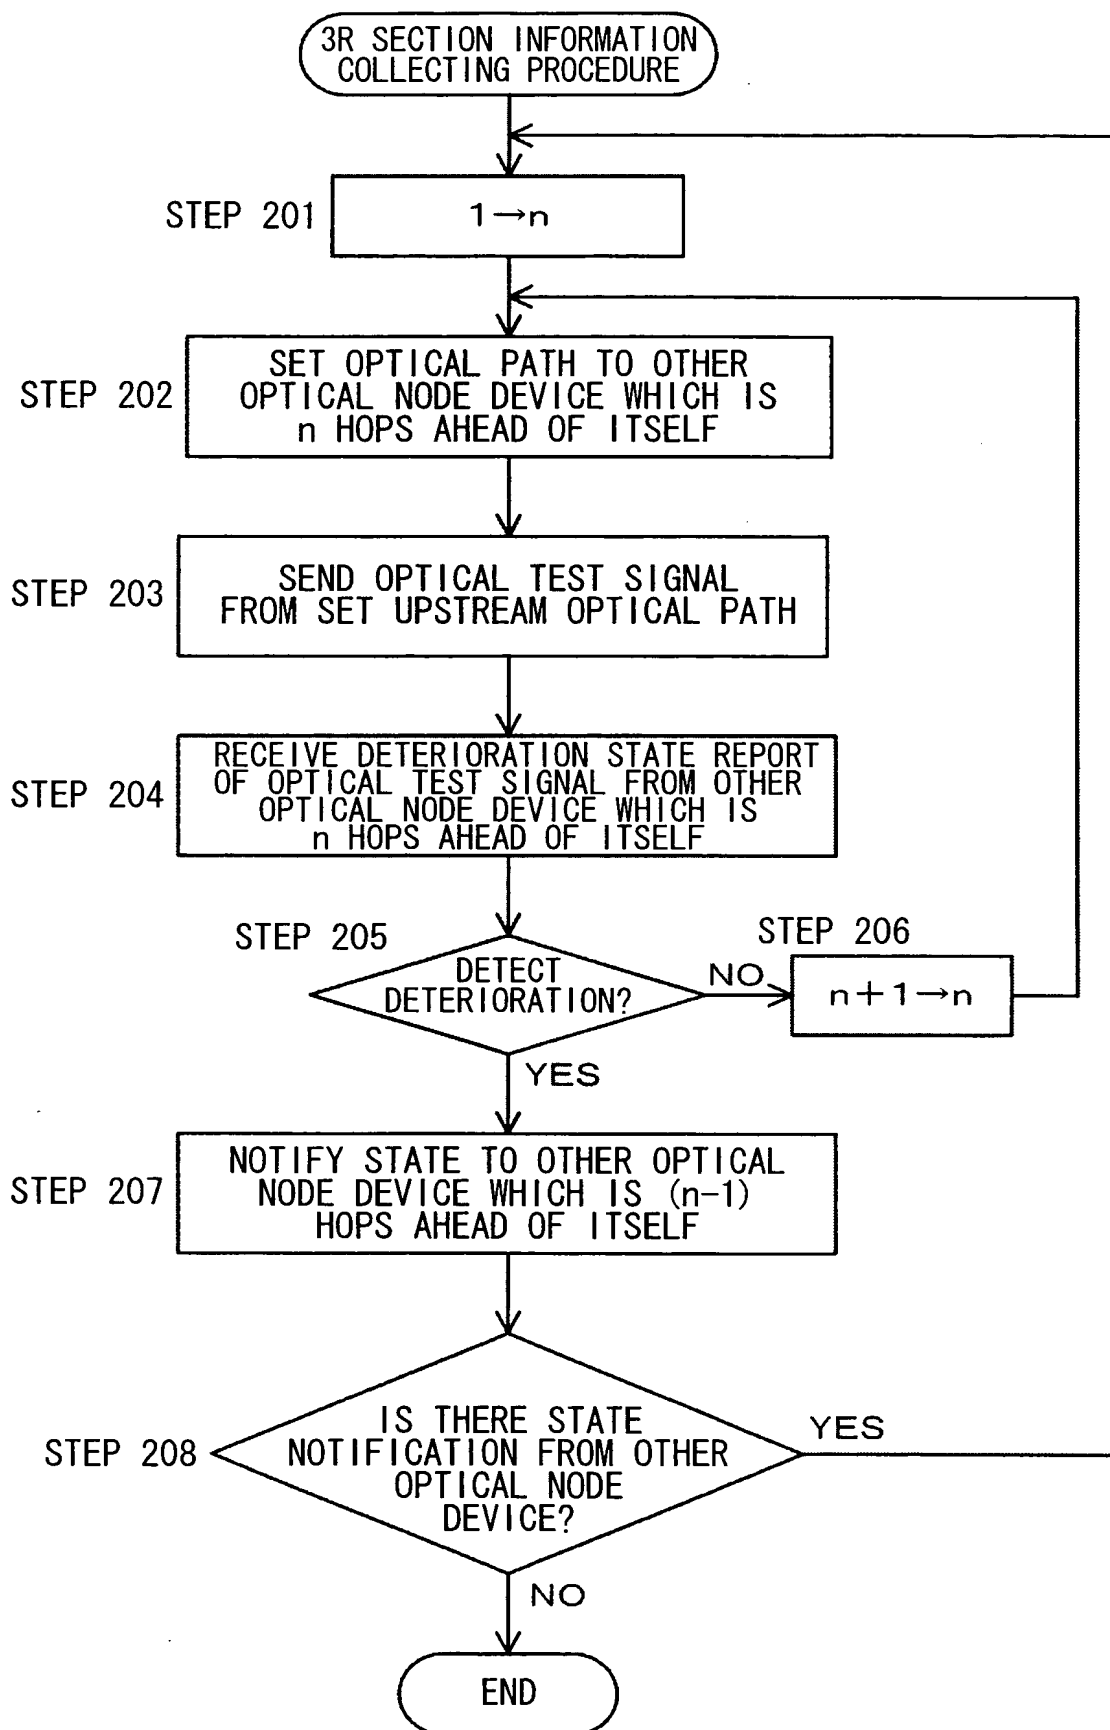 3R SECTION INFORMATION
COLLECTING PROCEDURE
STEP 201
1→n
STEP 202
SET OPTICAL PATH TO OTHER
OPTICAL NODE DEVICE WHICH IS
n HOPS AHEAD OF ITSELF
STEP 203
SEND OPTICAL TEST SIGNAL
FROM SET UPSTREAM OPTICAL PATH
STEP 204
RECEIVE DETERIORATION STATE REPORT
OF OPTICAL TEST SIGNAL FROM OTHER
OPTICAL NODE DEVICE WHICH IS
n HOPS AHEAD OF ITSELF
STEP 205
DETECT
DETERIORATION?
NO
STEP 206
n+1→n
YES
STEP 207
NOTIFY STATE TO OTHER OPTICAL
NODE DEVICE WHICH IS (n-1)
HOPS AHEAD OF ITSELF
STEP 208
IS THERE STATE
NOTIFICATION FROM OTHER
OPTICAL NODE
DEVICE?
YES
NO
END